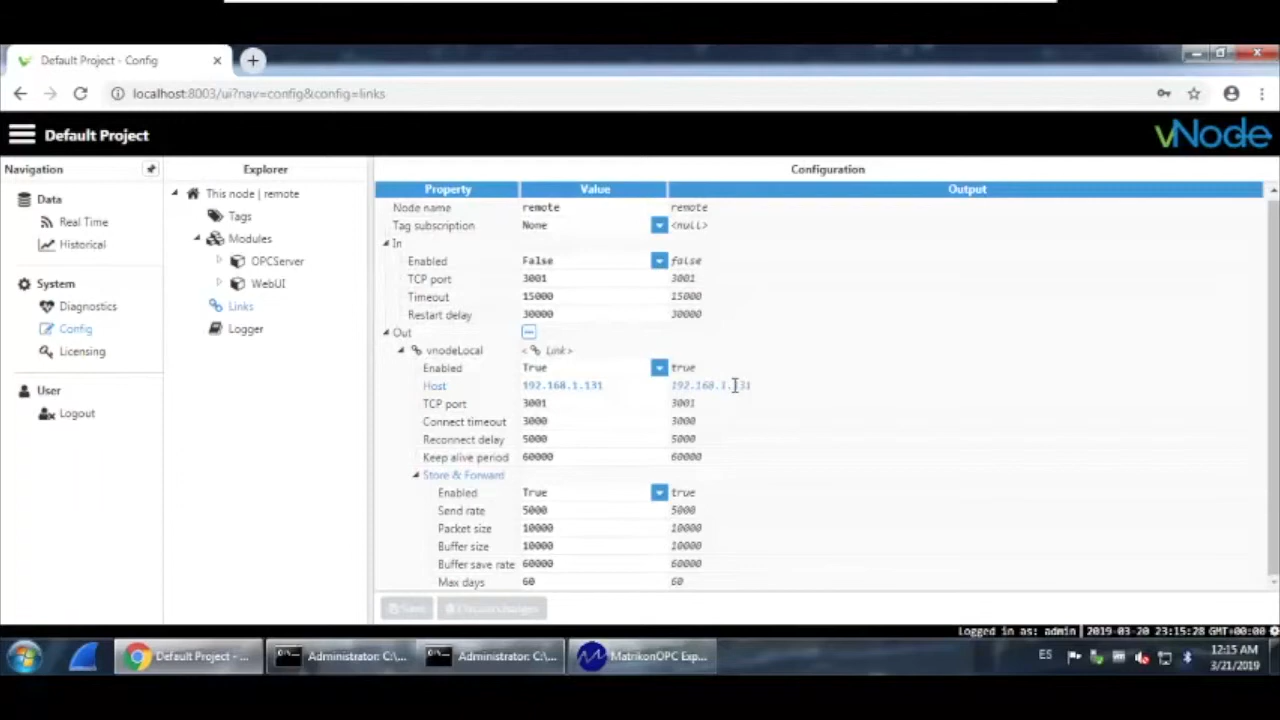 Default Project - Config
localhost:8003/ui?nav=config&config=links
Default Project
vNode
Navigation
Data
Real Time
Historical
System
Diagnostics
Config
Licensing
User
Logout
Explorer
This node | remote
Tags
Modules
OPCServer
WebUI
Links
Logger
Configuration
Property Value Output
Node name remote remote
Tag subscription None <null>
In
Enabled False false
TCP port 3001 3001
Timeout 15000 15000
Restart delay 30000 30000
Out
vnodeLocal < Link>
Enabled True true
Host 192.168.1.131 192.168.1.131
TCP port 3001 3001
Connect timeout 3000 3000
Reconnect delay 5000 5000
Keep alive period 60000 60000
Store & Forward
Enabled True true
Send rate 5000 5000
Packet size 10000 10000
Buffer size 10000 10000
Buffer save rate 60000 60000
Max days 60 60
Save
Logged in as: admin | 2019-03-20 23:15:28 GMT+00:00
Default Project - ...
Administrator: C:\...
Administrator: C:\...
MatrikonOPC Exp...
ES
12:15 AM
3/21/2019